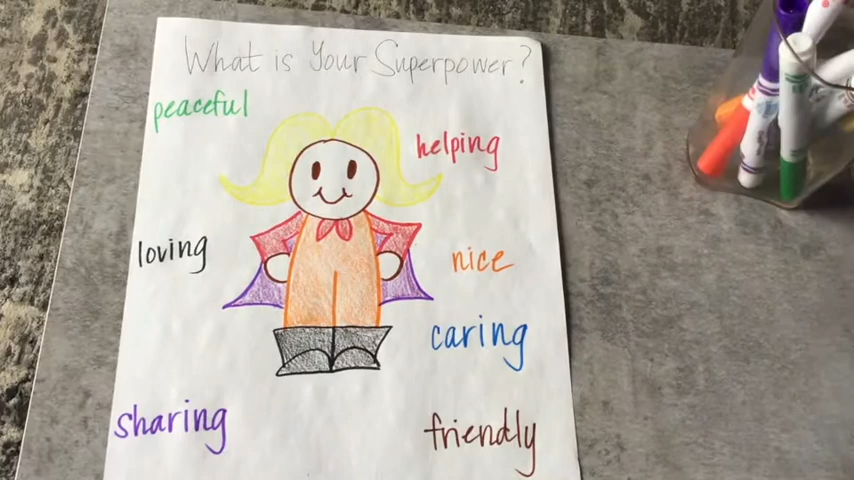 What is Your Superpower?
peaceful
helping
loving
nice
caring
sharing
friendly